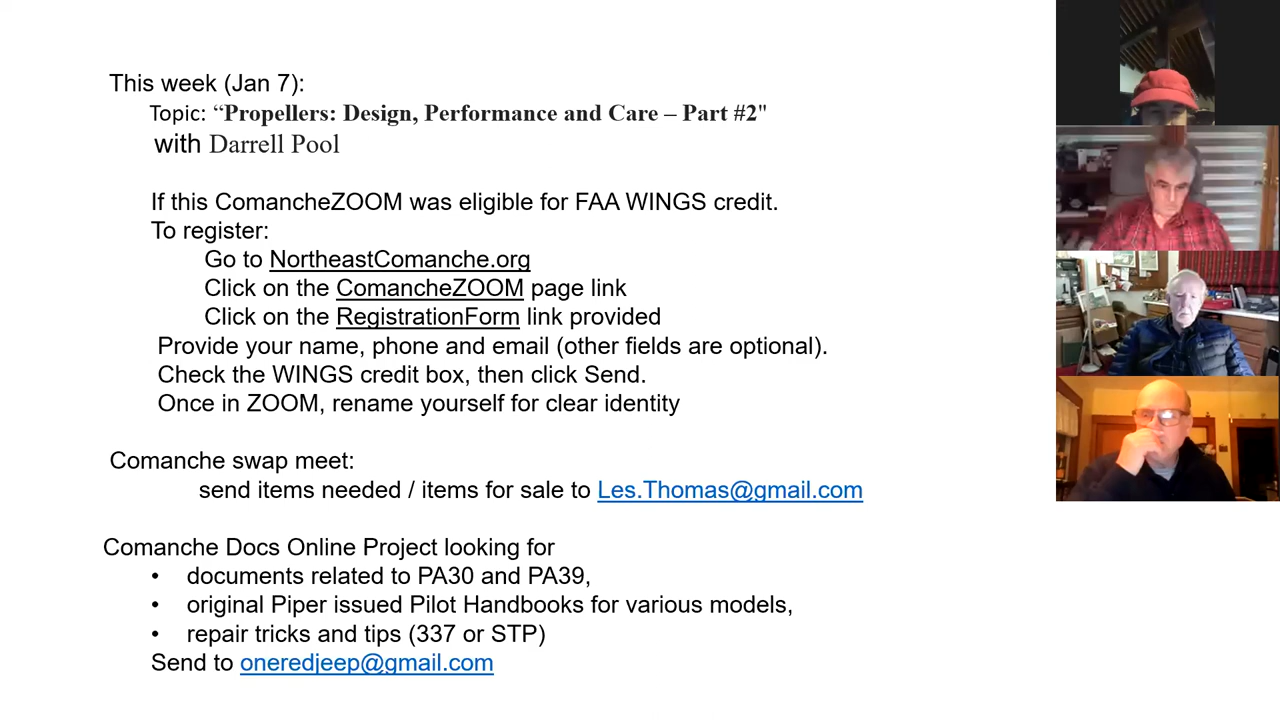 This week (Jan 7):
Topic: “Propellers: Design, Performance and Care – Part #2"
with Darrell Pool
If this ComancheZOOM was eligible for FAA WINGS credit.
To register:
Go to NortheastComanche.org
Click on the ComancheZOOM page link
Click on the RegistrationForm link provided
Provide your name, phone and email (other fields are optional).
Check the WINGS credit box, then click Send.
Once in ZOOM, rename yourself for clear identity
Comanche swap meet:
send items needed / items for sale to Les.Thomas@gmail.com
Comanche Docs Online Project looking for
• documents related to PA30 and PA39,
• original Piper issued Pilot Handbooks for various models,
• repair tricks and tips (337 or STP)
Send to oneredjeep@gmail.com